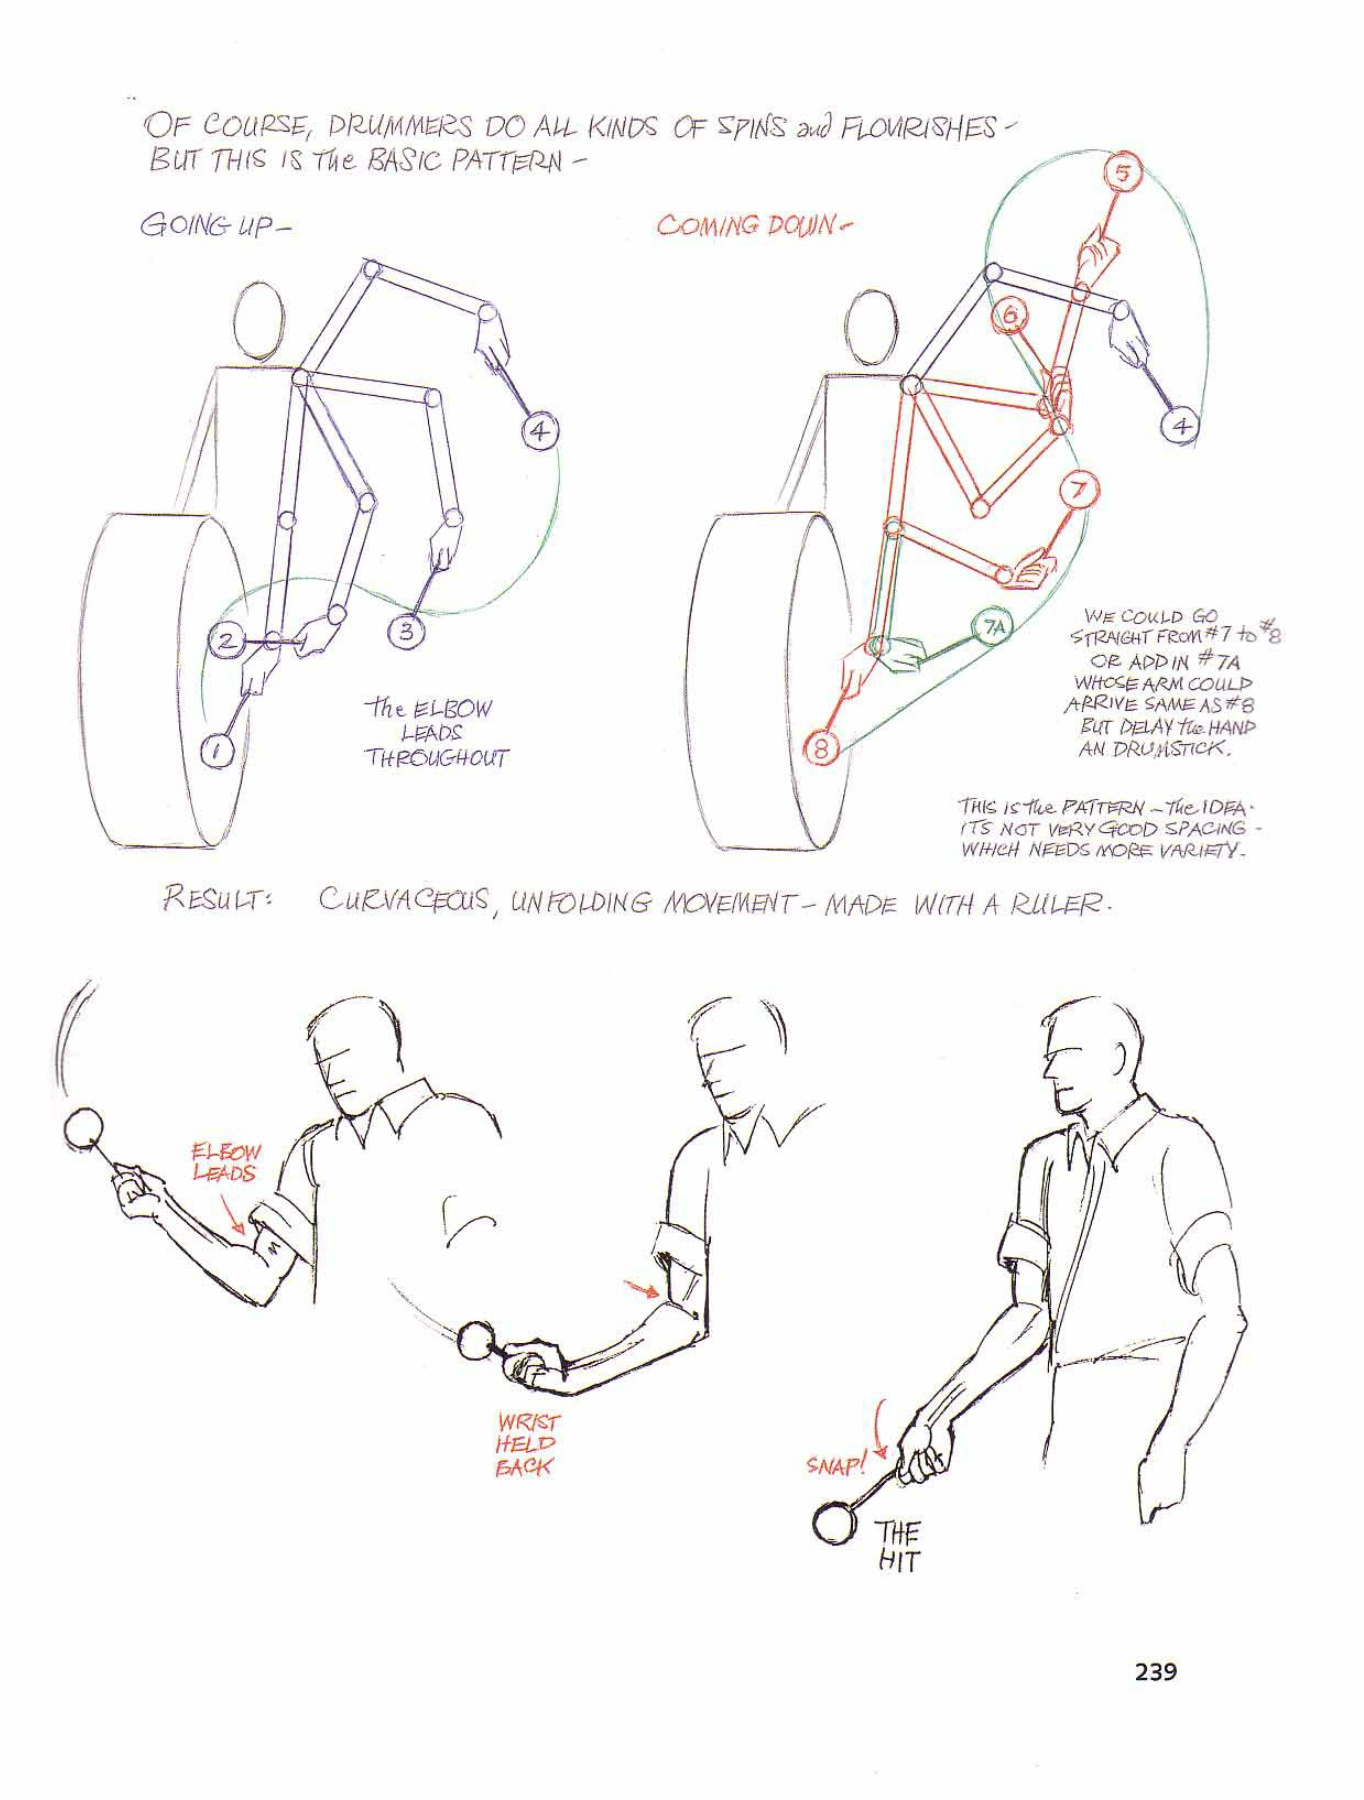 OF COURSE, DRUMMERS DO ALL KINDS OF SPINS and FLOURISHES -
BUT THIS IS The BASIC PATTERN -
GOING UP -
4
3
2
1
the ELBOW
LEADS
THROUGHOUT
COMING DOWN -
5
6
4
7
7A
8
WE COULD GO
STRAIGHT FROM #7 to #8
OR ADD IN #7A
WHOSE ARM COULD
ARRIVE SAME AS #8
BUT DELAY the HAND
AN DRUMSTICK.
THIS IS the PATTERN - The IDEA.
ITS NOT VERY GOOD SPACING -
WHICH NEEDS MORE VARIETY -
RESULT: CURVACEOUS, UNFOLDING MOVEMENT - MADE WITH A RULER.
ELBOW
LEADS
WRIST
HELD
BACK
SNAP!
THE
HIT
239